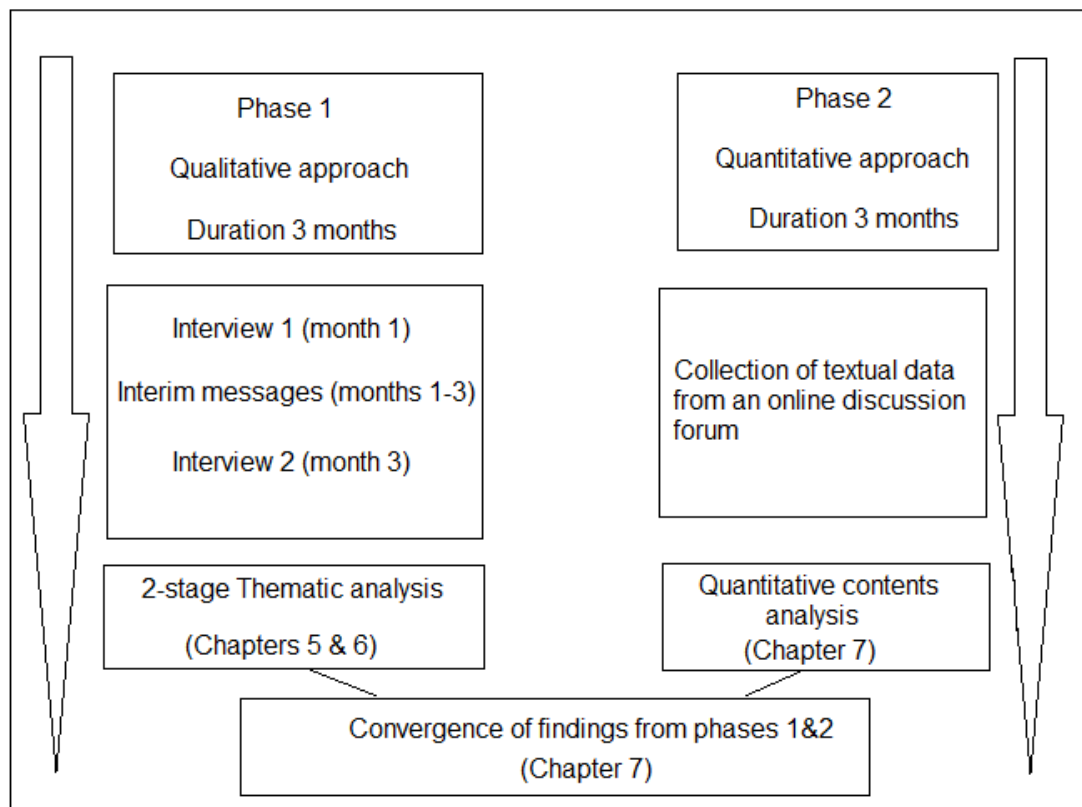 Phase 1
Qualitative approach
Duration 3 months
Phase 2
Quantitative approach
Duration 3 months
Interview 1 (month 1)
Interim messages (months 1-3)
Interview 2 (month 3)
Collection of textual data
from an online discussion
forum
2-stage Thematic analysis
(Chapters 5 & 6)
Quantitative contents
analysis
(Chapter 7)
Convergence of findings from phases 1&2
(Chapter 7)